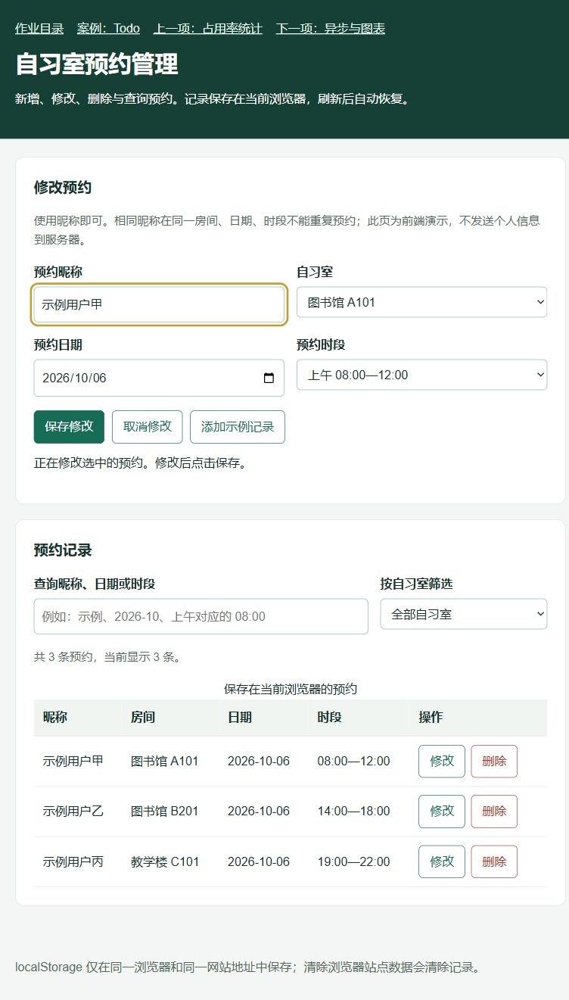 作业目录 案例：Todo 上一项：占用率统计 下一项：异步与图表
自习室预约管理
新增、修改、删除与查询预约。记录保存在当前浏览器，刷新后自动恢复。
修改预约
使用昵称即可。相同昵称在同一房间、日期、时段不能重复预约；此页为前端演示，不发送个人信息
到服务器。
预约昵称 自习室
示例用户甲 图书馆 A101
预约日期 预约时段
2026/10/06 上午 08:00—12:00
保存修改 取消修改 添加示例记录
正在修改选中的预约。修改后点击保存。
预约记录
查询昵称、日期或时段 按自习室筛选
例如：示例、2026-10、上午对应的 08:00 全部自习室
共 3 条预约，当前显示 3 条。
保存在当前浏览器的预约
昵称 房间 日期 时段 操作
示例用户甲 图书馆 A101 2026-10-06 08:00—12:00 修改 删除
示例用户乙 图书馆 B201 2026-10-06 14:00—18:00 修改 删除
示例用户丙 教学楼 C101 2026-10-06 19:00—22:00 修改 删除
localStorage 仅在同一浏览器和同一网站地址中保存；清除浏览器站点数据会清除记录。